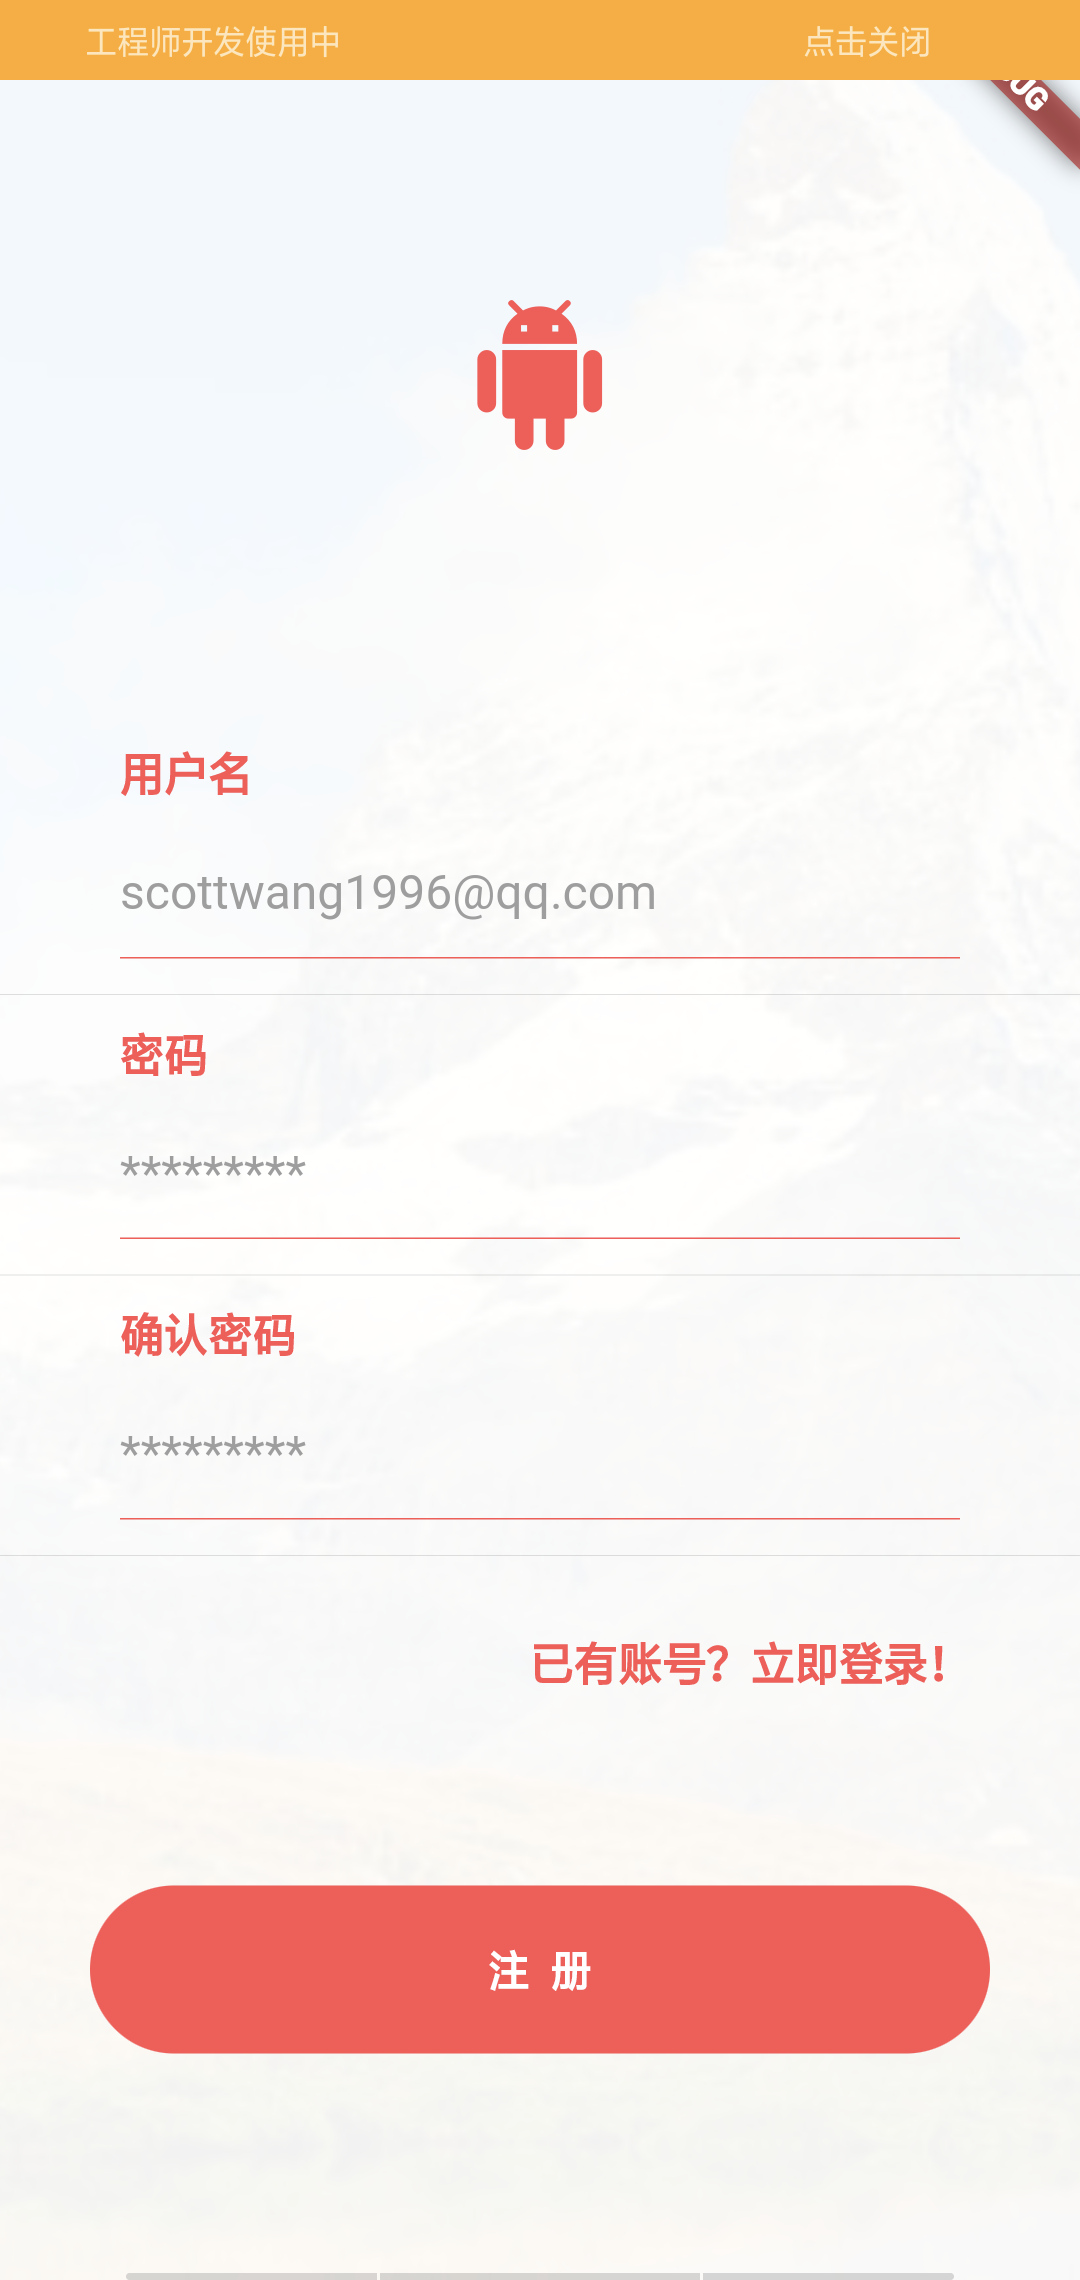 工程师开发使用中 点击关闭
用户名
scottwang1996@qq.com
密码
*********
确认密码
*********
已有账号？立即登录！
注 册